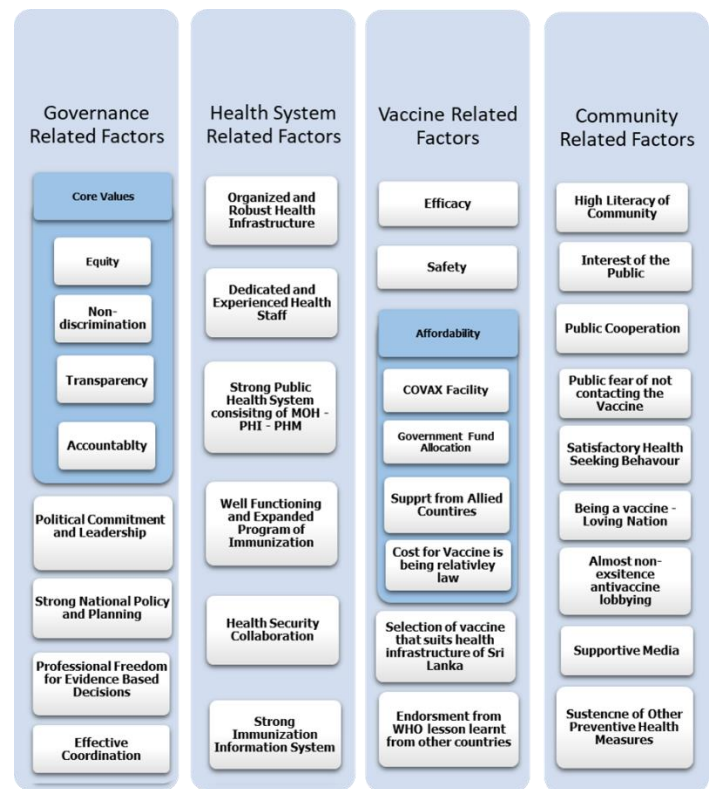 Governance
Related Factors
Core Values
Equity
Non-
discrimination
Transparency
Accountablty
Political Commitment
and Leadership
Strong National Policy
and Planning
Professional Freedom
for Evidence Based
Decisions
Effective
Coordination
Health System
Related Factors
Organized and
Robust Health
Infrastructure
Dedicated and
Experienced Health
Staff
Strong Public
Health System
consisitng of MOH -
PHI - PHM
Well Functioning
and Expanded
Program of
Immunization
Health Security
Collaboration
Strong
Immunization
Information System
Vaccine Related
Factors
Efficacy
Safety
Affordability
COVAX Facility
Government Fund
Allocation
Supprt from Allied
Countires
Cost for Vaccine is
being relativley
law
Selection of vaccine
that suits health
infrastructure of Sri
Lanka
Endorsment from
WHO lesson learnt
from other countries
Community
Related Factors
High Literacy of
Community
Interest of the
Public
Public Cooperation
Public fear of not
contacting the
Vaccine
Satisfactory Health
Seeking Behavour
Being a vaccine -
Loving Nation
Almost non-
exsitence
antivaccine
lobbying
Supportive Media
Sustencne of Other
Preventive Health
Measures